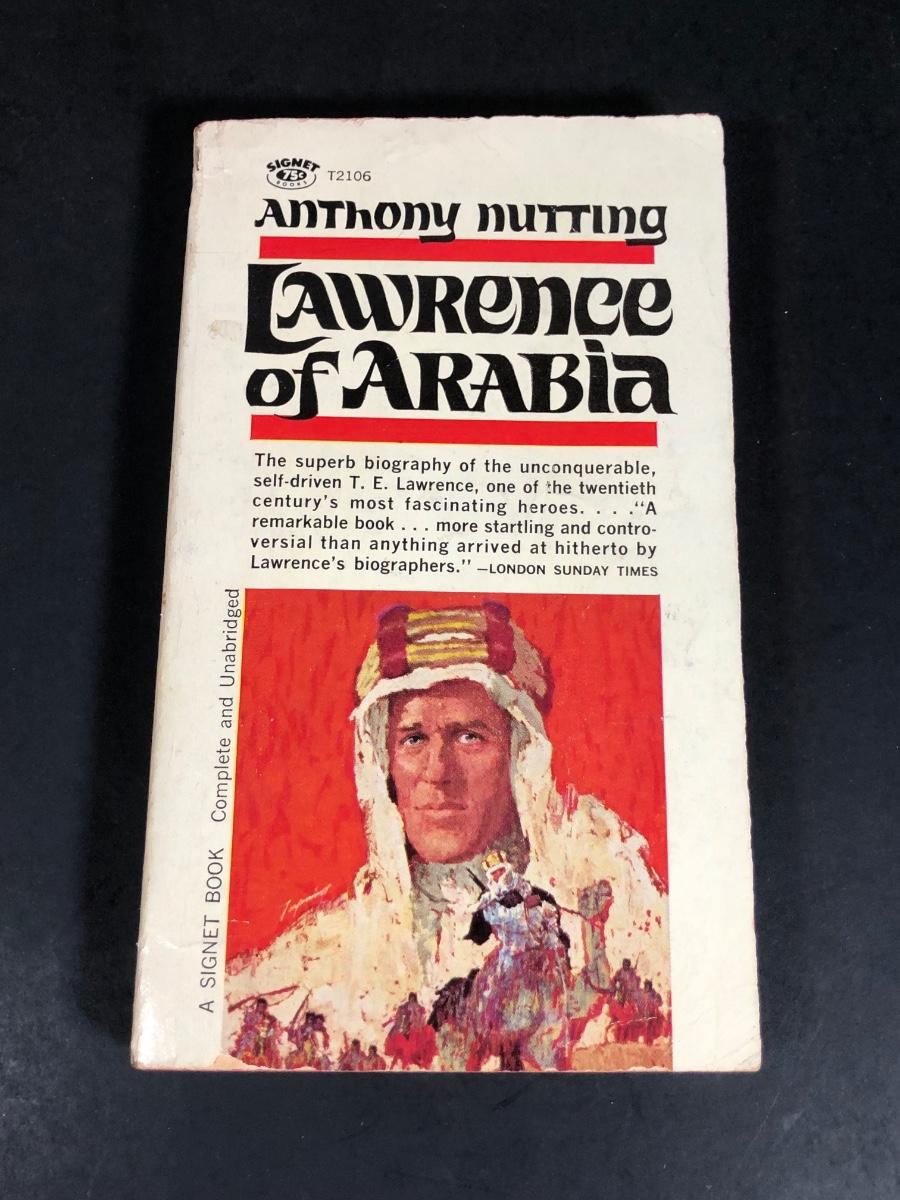 SIGNET
75¢
BOOKS
T2106
ANTHONY NUTTING
LAWRENCE
OF ARABIA
The superb biography of the unconquerable,
self-driven T. E. Lawrence, one of the twentieth
century's most fascinating heroes. . . ."A
remarkable book . . . more startling and contro-
versial than anything arrived at hitherto by
Lawrence's biographers." —LONDON SUNDAY TIMES
A SIGNET BOOK Complete and Unabridged